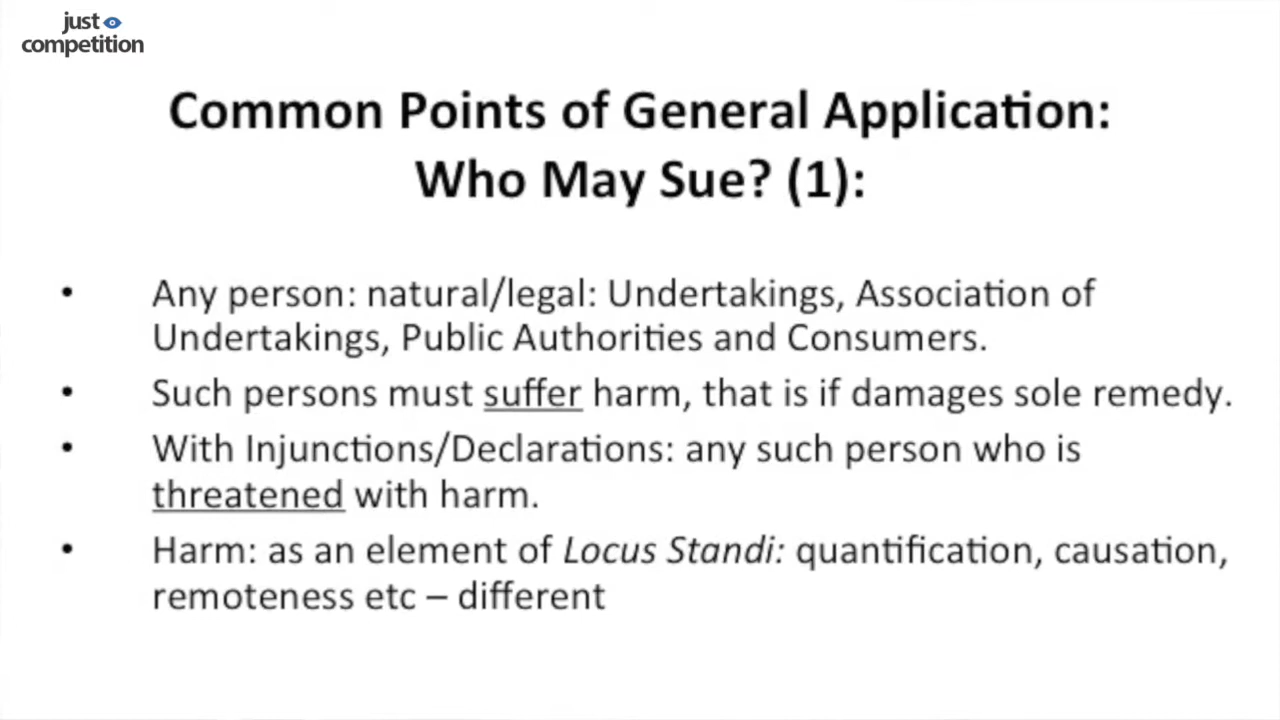 just
competition
Common Points of General Application:
Who May Sue? (1):
• Any person: natural/legal: Undertakings, Association of
Undertakings, Public Authorities and Consumers.
• Such persons must suffer harm, that is if damages sole remedy.
• With Injunctions/Declarations: any such person who is
threatened with harm.
• Harm: as an element of Locus Standi: quantification, causation,
remoteness etc – different